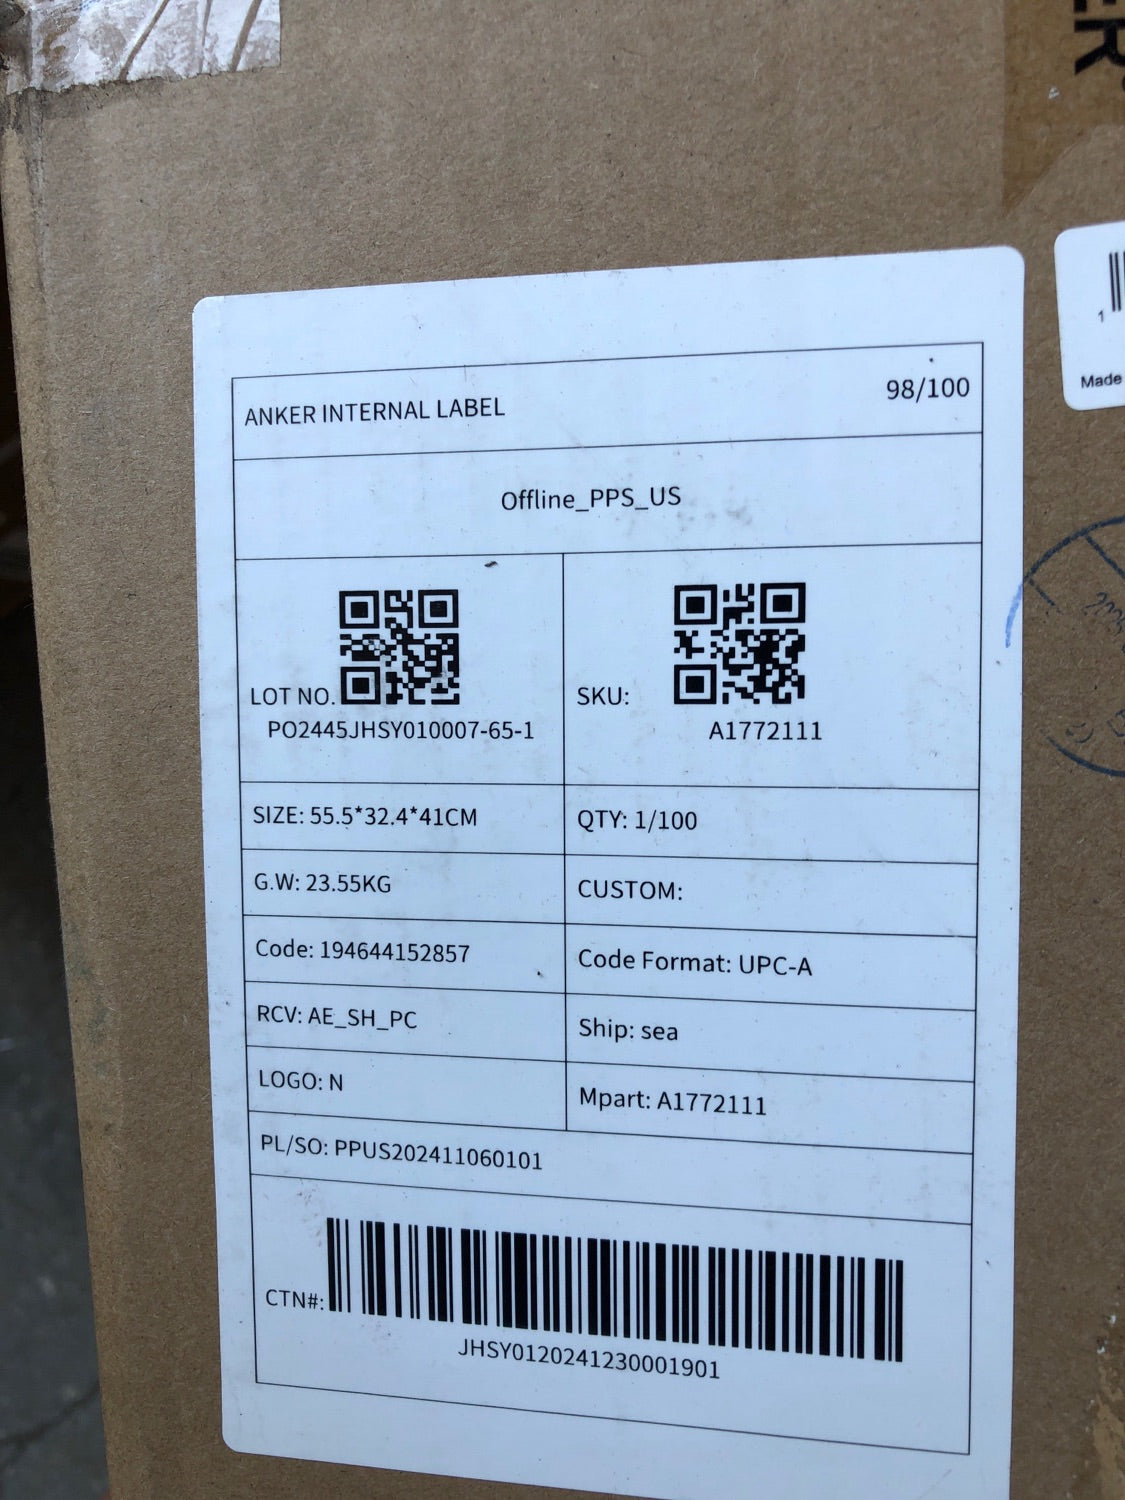 ER
ANKER INTERNAL LABEL 98/100
Offline_PPS_US
LOT NO. SKU:
PO2445JHSY010007-65-1 A1772111
SIZE: 55.5*32.4*41CM QTY: 1/100
G.W: 23.55KG CUSTOM:
Code: 194644152857 Code Format: UPC-A
RCV: AE_SH_PC Ship: sea
LOGO: N Mpart: A1772111
PL/SO: PPUS202411060101
CTN#:
JHSY0120241230001901
1
Made